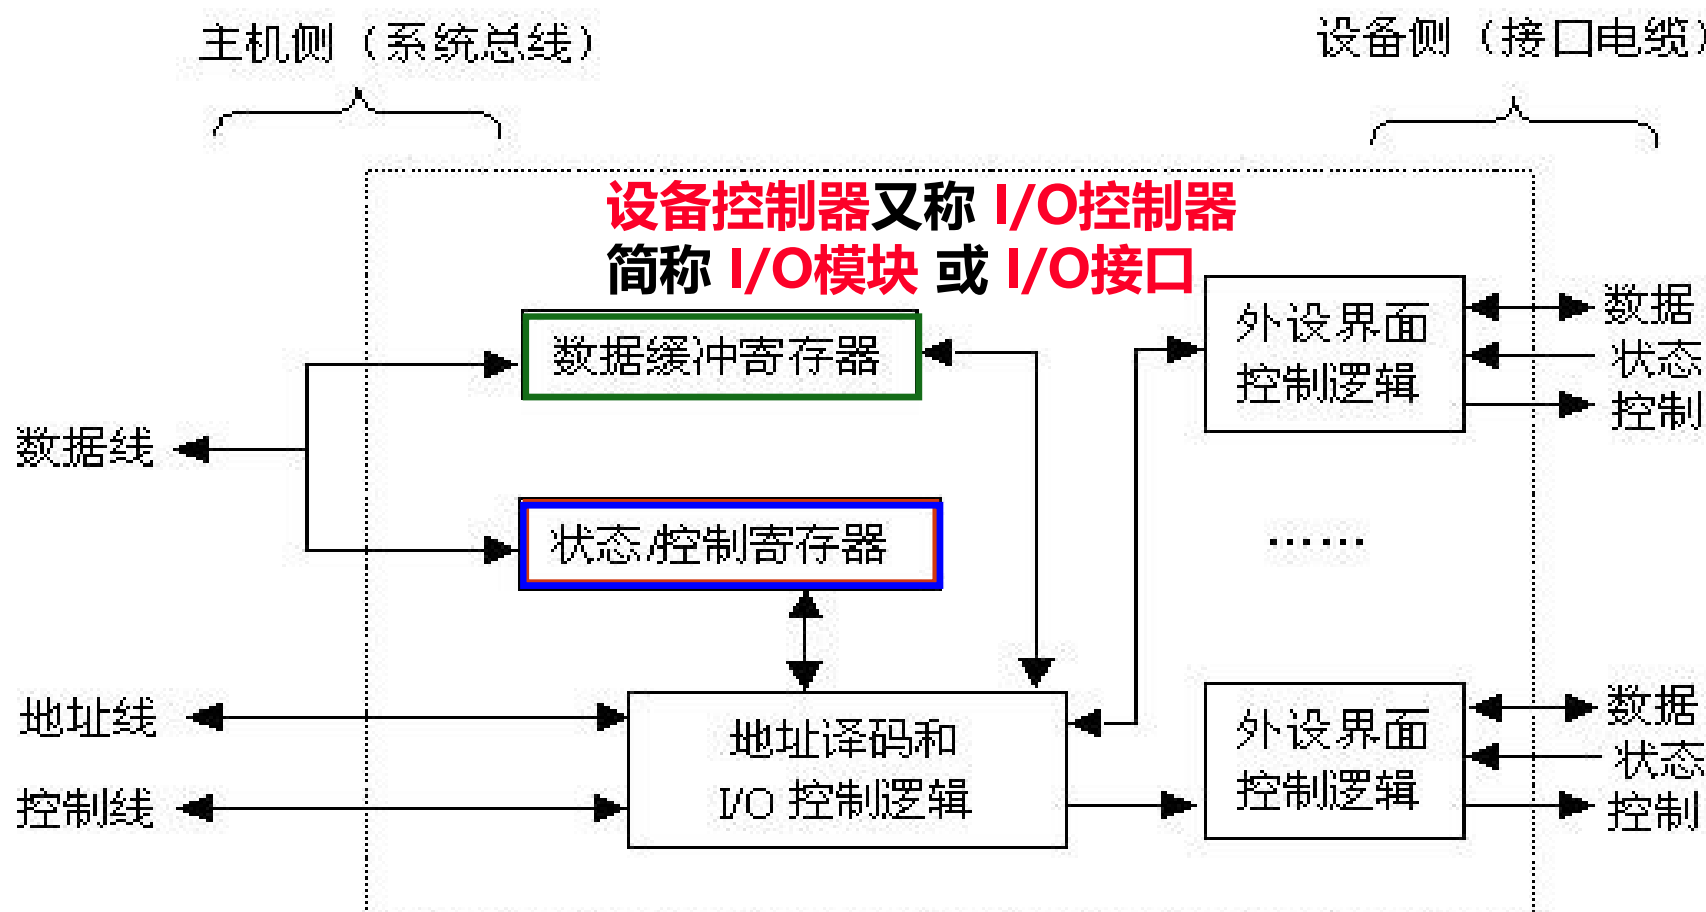 主机侧（系统总线）
设备侧（接口电缆）
设备控制器又称 I/O控制器
简称 I/O模块 或 I/O接口
数据缓冲寄存器
外设界面
控制逻辑
数据
状态
控制
数据线
状态/控制寄存器
……
地址线
控制线
地址译码和
I/O 控制逻辑
外设界面
控制逻辑
数据
状态
控制